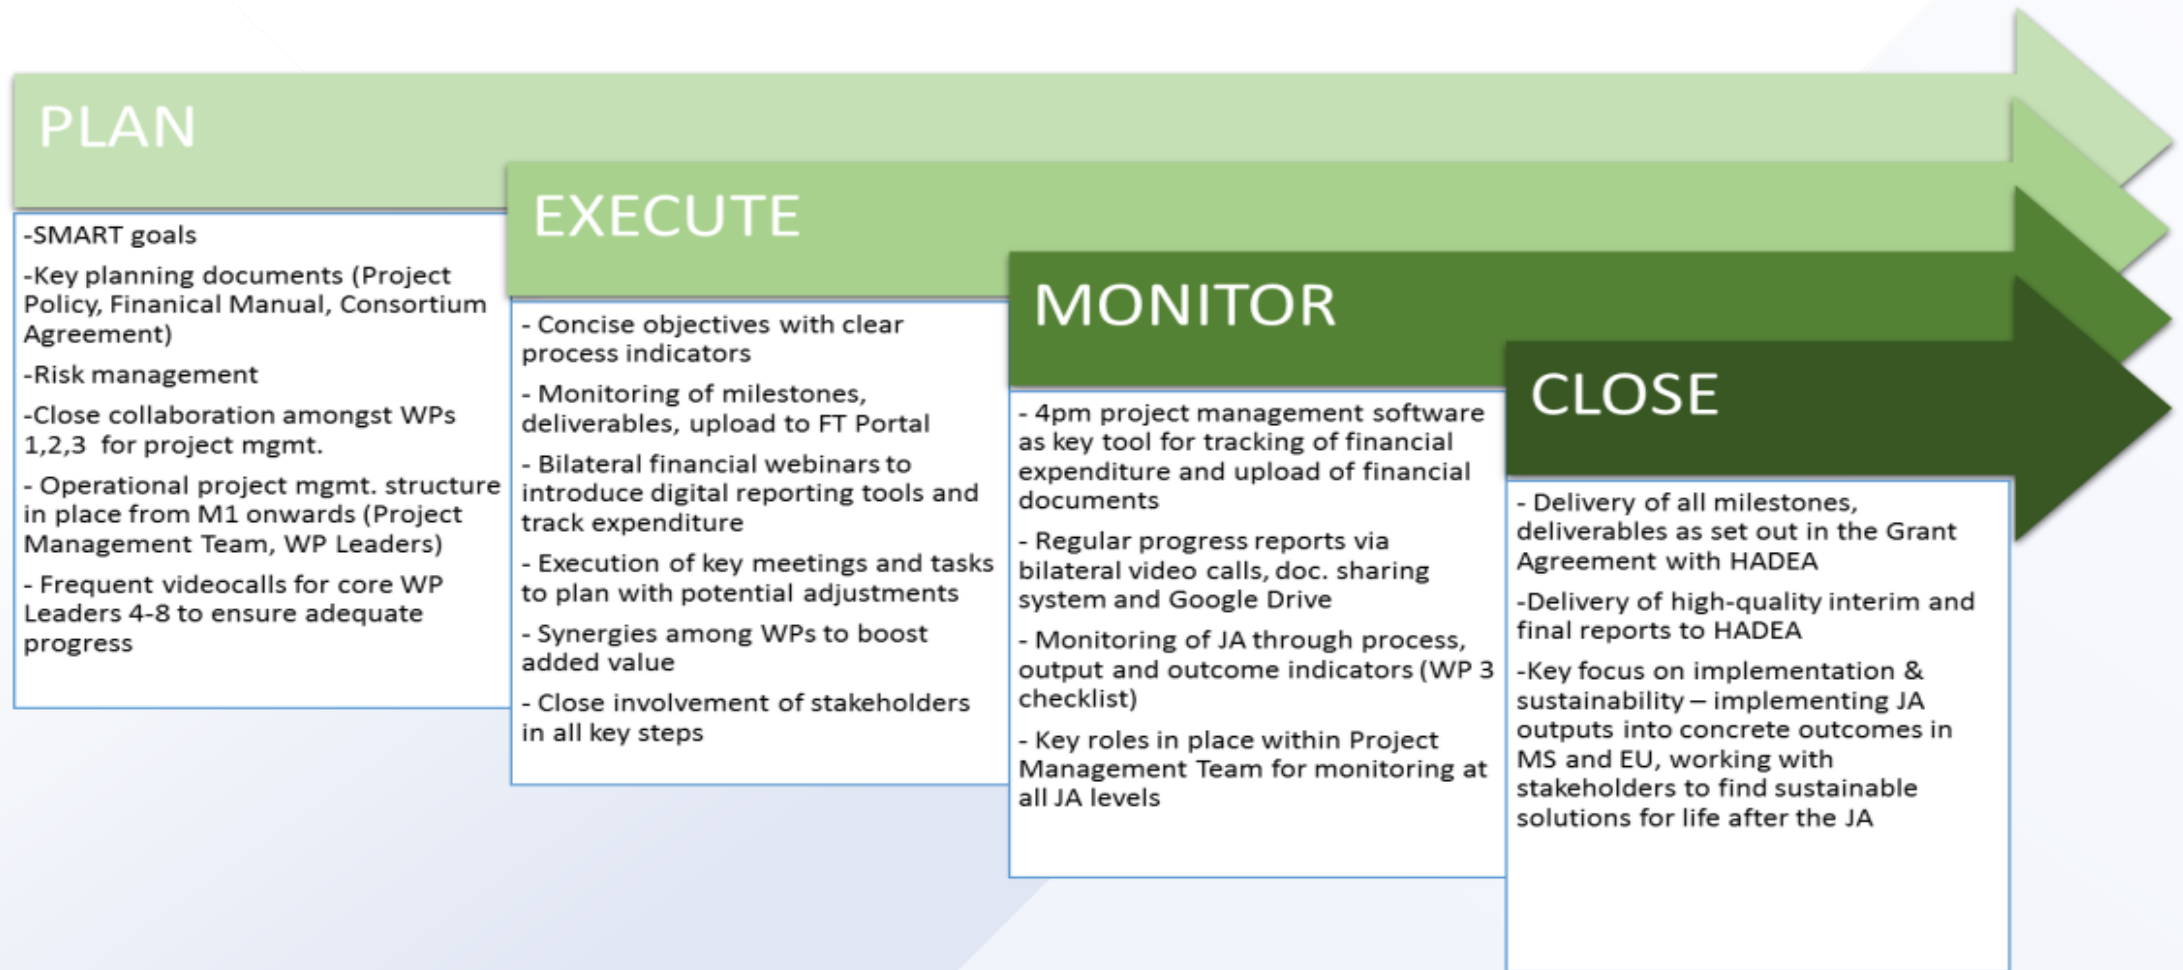 PLAN
-SMART goals
-Key planning documents (Project
Policy, Finanical Manual, Consortium
Agreement)
-Risk management
-Close collaboration amongst WPs
1,2,3  for project mgmt.
- Operational project mgmt. structure
in place from M1 onwards (Project
Management Team, WP Leaders)
- Frequent videocalls for core WP
Leaders 4-8 to ensure adequate
progress
EXECUTE
- Concise objectives with clear
process indicators
- Monitoring of milestones,
deliverables, upload to FT Portal
- Bilateral financial webinars to
introduce digital reporting tools and
track expenditure
- Execution of key meetings and tasks
to plan with potential adjustments
- Synergies among WPs to boost
added value
- Close involvement of stakeholders
in all key steps
MONITOR
- 4pm project management software
as key tool for tracking of financial
expenditure and upload of financial
documents
- Regular progress reports via
bilateral video calls, doc. sharing
system and Google Drive
- Monitoring of JA through process,
output and outcome indicators (WP 3
checklist)
- Key roles in place within Project
Management Team for monitoring at
all JA levels
CLOSE
- Delivery of all milestones,
deliverables as set out in the Grant
Agreement with HADEA
-Delivery of high-quality interim and
final reports to HADEA
-Key focus on implementation &
sustainability – implementing JA
outputs into concrete outcomes in
MS and EU, working with
stakeholders to find sustainable
solutions for life after the JA